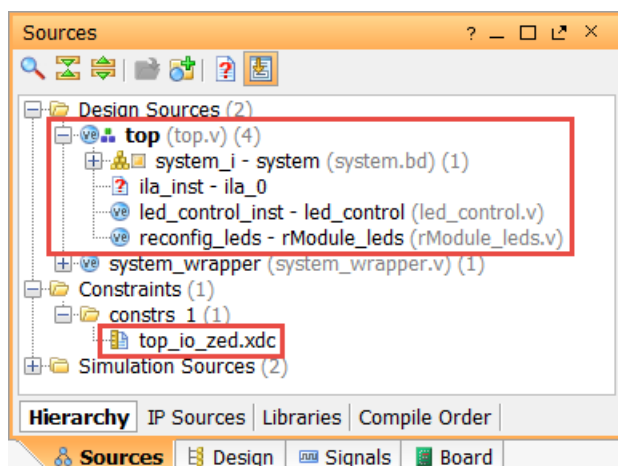 Sources
Design Sources (2)
top (top.v) (4)
system_i - system (system.bd) (1)
ila_inst - ila_0
led_control_inst - led_control (led_control.v)
reconfig_leds - rModule_leds (rModule_leds.v)
system_wrapper (system_wrapper.v) (1)
Constraints (1)
constrs_1 (1)
top_io_zed.xdc
Simulation Sources (2)
Hierarchy IP Sources Libraries Compile Order
Sources Design Signals Board